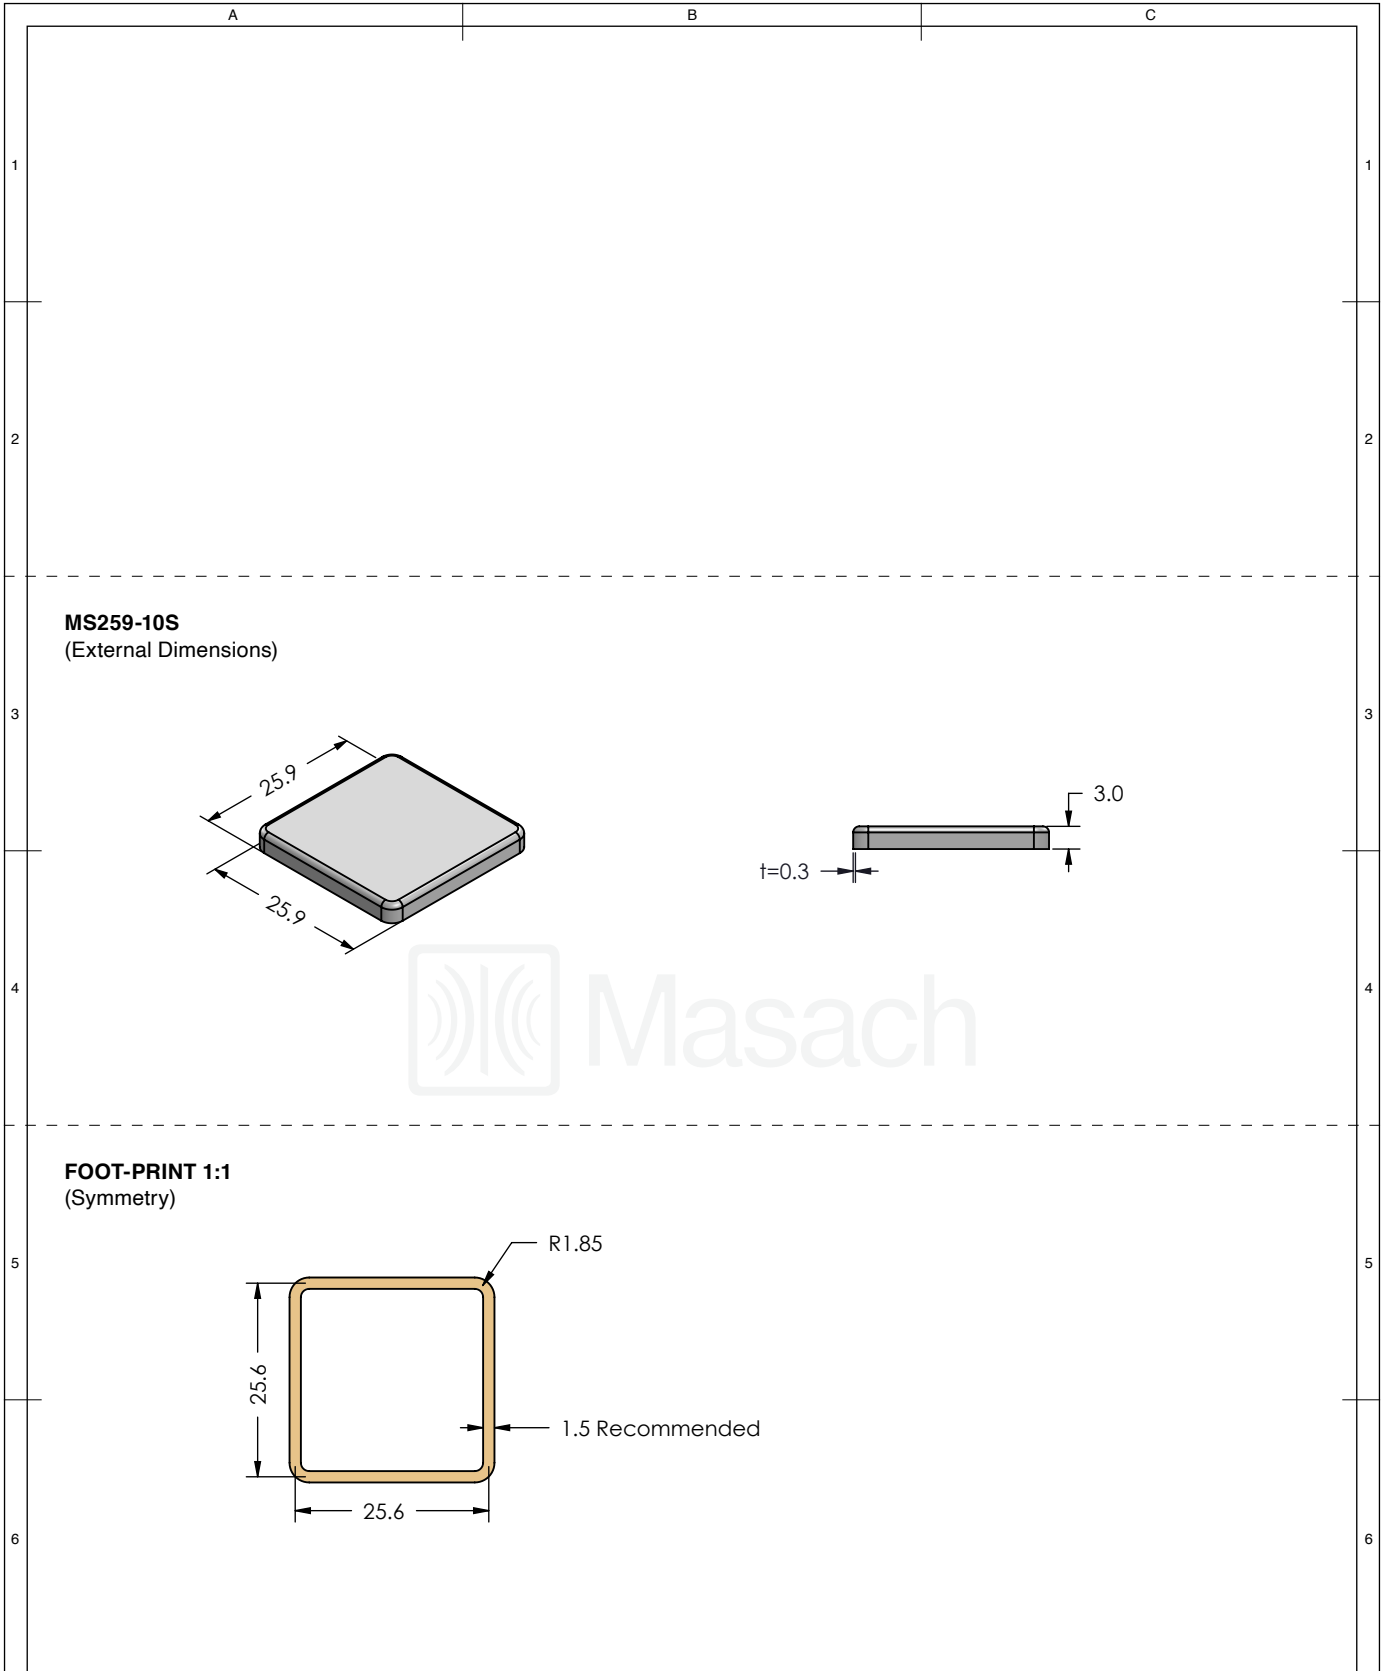 A B C
1 1
2 2
MS259-10S
(External Dimensions)
3 3
25.9
3.0
t=0.3
25.9
Masach
4 4
FOOT-PRINT 1:1
(Symmetry)
R1.85
5 5
25.6
1.5 Recommended
25.6
6 6